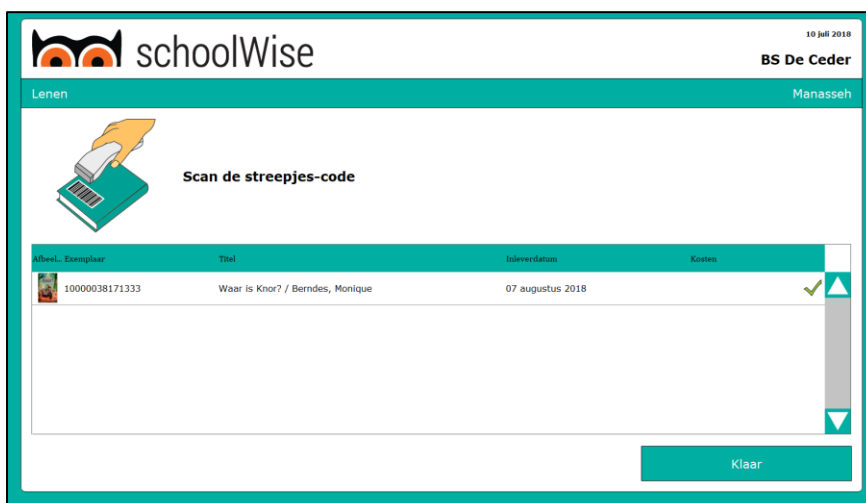 schoolWise
10 juli 2018
BS De Ceder
Lenen Manasseh
Scan de streepjes-code
Afbeel... Exemplaar Titel Inleverdatum Kosten
10000038171333 Waar is Knor? / Berndes, Monique 07 augustus 2018
Klaar